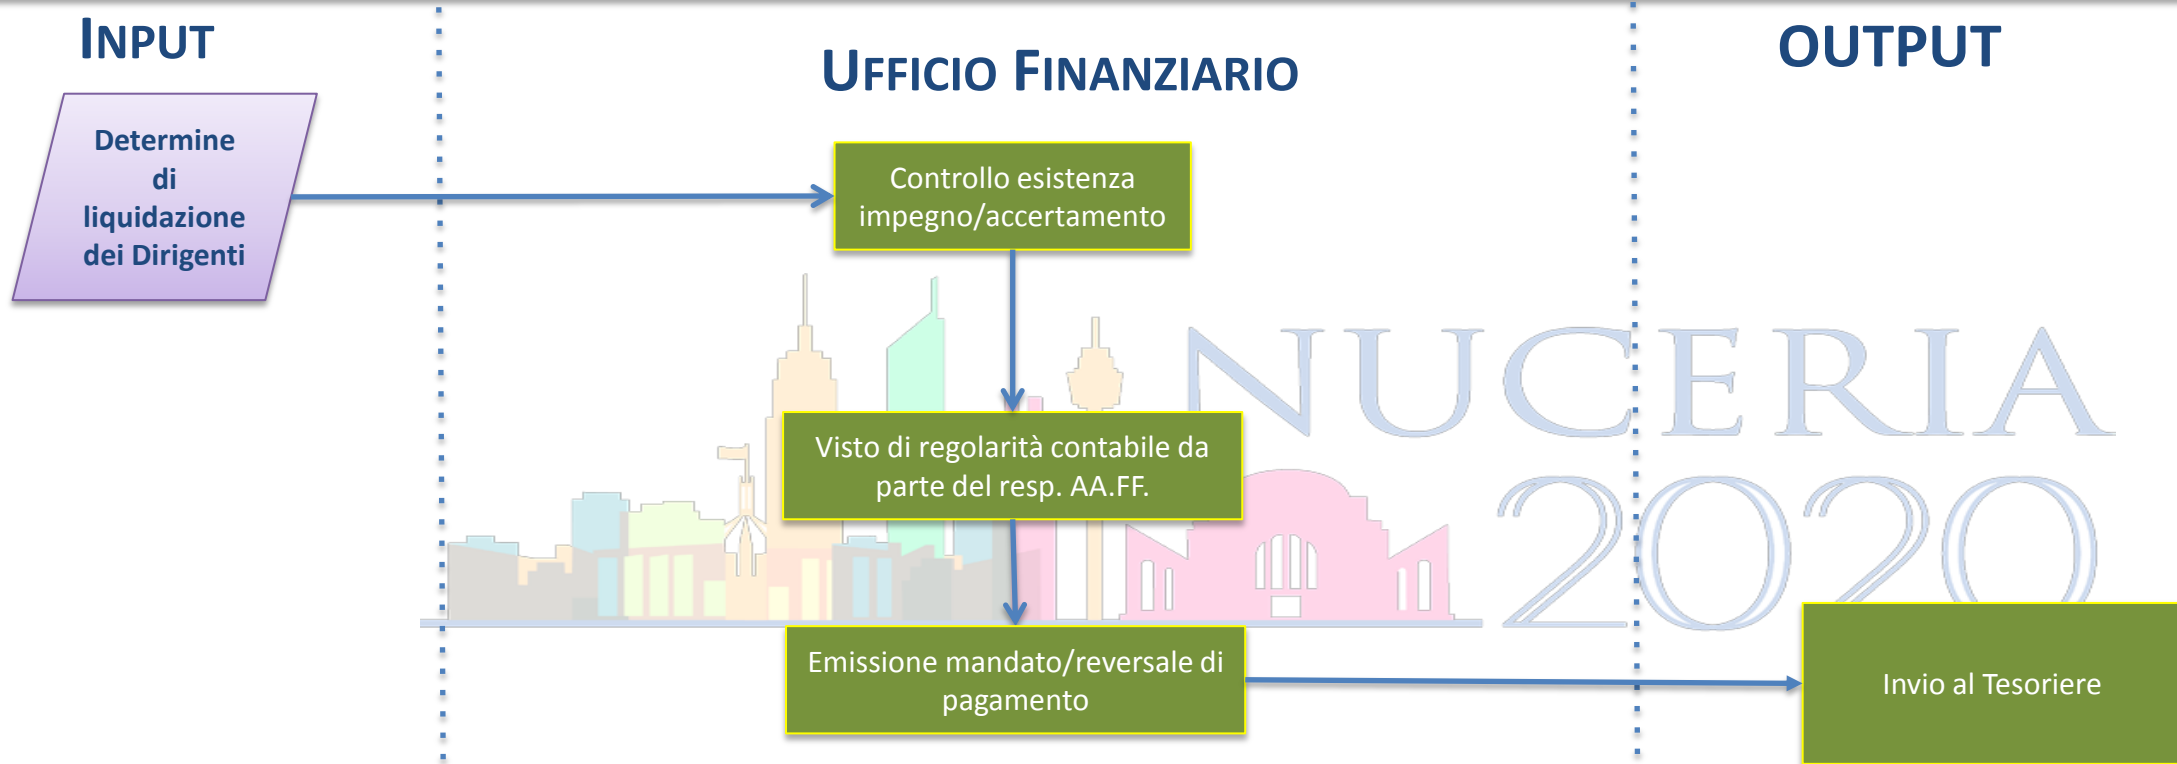 INPUT
UFFICIO FINANZIARIO
OUTPUT
Determine
di
liquidazione
dei Dirigenti
Controllo esistenza
impegno/accertamento
Visto di regolarità contabile da
parte del resp. AA.FF.
Emissione mandato/reversale di
pagamento
Invio al Tesoriere
NUCERIA
2020